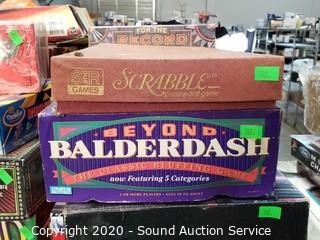 FOR THE
RECORD
S&R
GAMES
SCRABBLE
crossword game
BEYOND
BALDERDASH
THE CLASSIC BLUFFING GAME
now Featuring 5 Categories
Copyright 2020 - Sound Auction Service